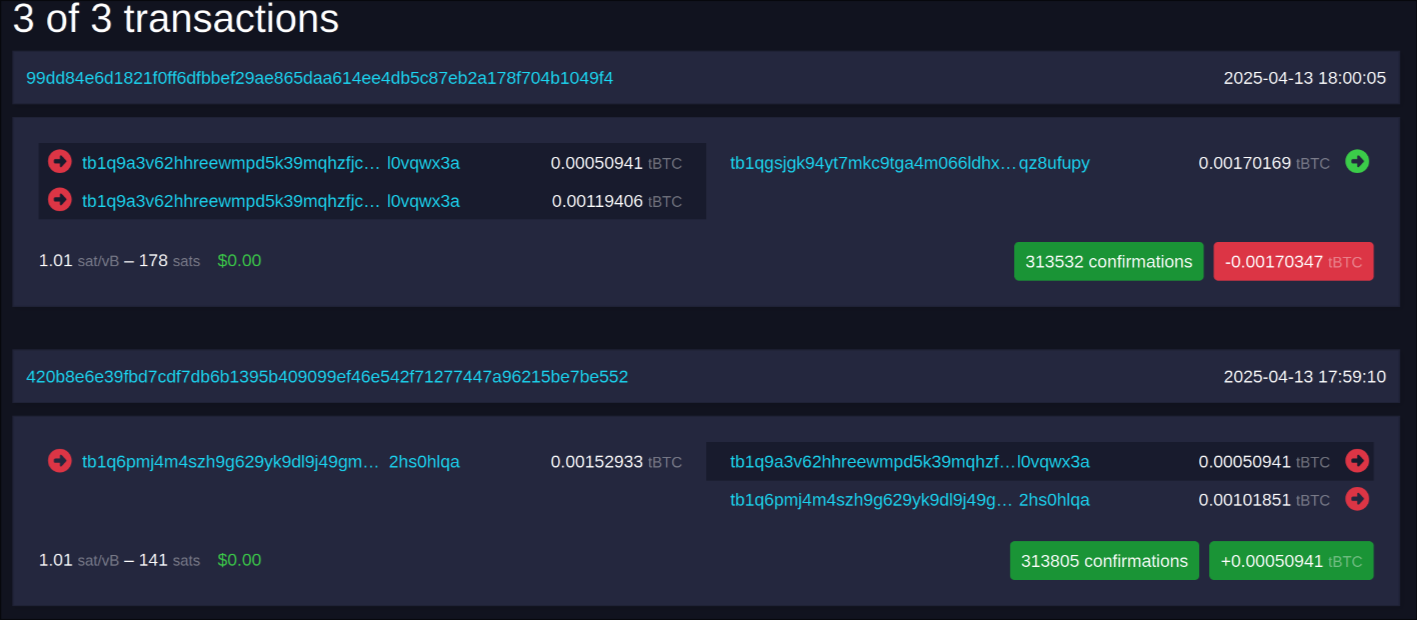 3 of 3 transactions
99dd84e6d1821f0ff6dfbbef29ae865daa614ee4db5c87eb2a178f704b1049f4 2025-04-13 18:00:05
tb1q9a3v62hhreewmpd5k39mqhzfjc… l0vqwx3a 0.00050941 tBTC tb1qgsjgk94yt7mkc9tga4m066ldhx…qz8ufupy 0.00170169 tBTC
tb1q9a3v62hhreewmpd5k39mqhzfjc… l0vqwx3a 0.00119406 tBTC
1.01 sat/vB – 178 sats $0.00 313532 confirmations -0.00170347 tBTC
420b8e6e39fbd7cdf7db6b1395b409099ef46e542f71277447a96215be7be552 2025-04-13 17:59:10
tb1q6pmj4m4szh9g629yk9dl9j49gm… 2hs0hlqa 0.00152933 tBTC tb1q9a3v62hhreewmpd5k39mqhzf…l0vqwx3a 0.00050941 tBTC
tb1q6pmj4m4szh9g629yk9dl9j49g… 2hs0hlqa 0.00101851 tBTC
1.01 sat/vB – 141 sats $0.00 313805 confirmations +0.00050941 tBTC